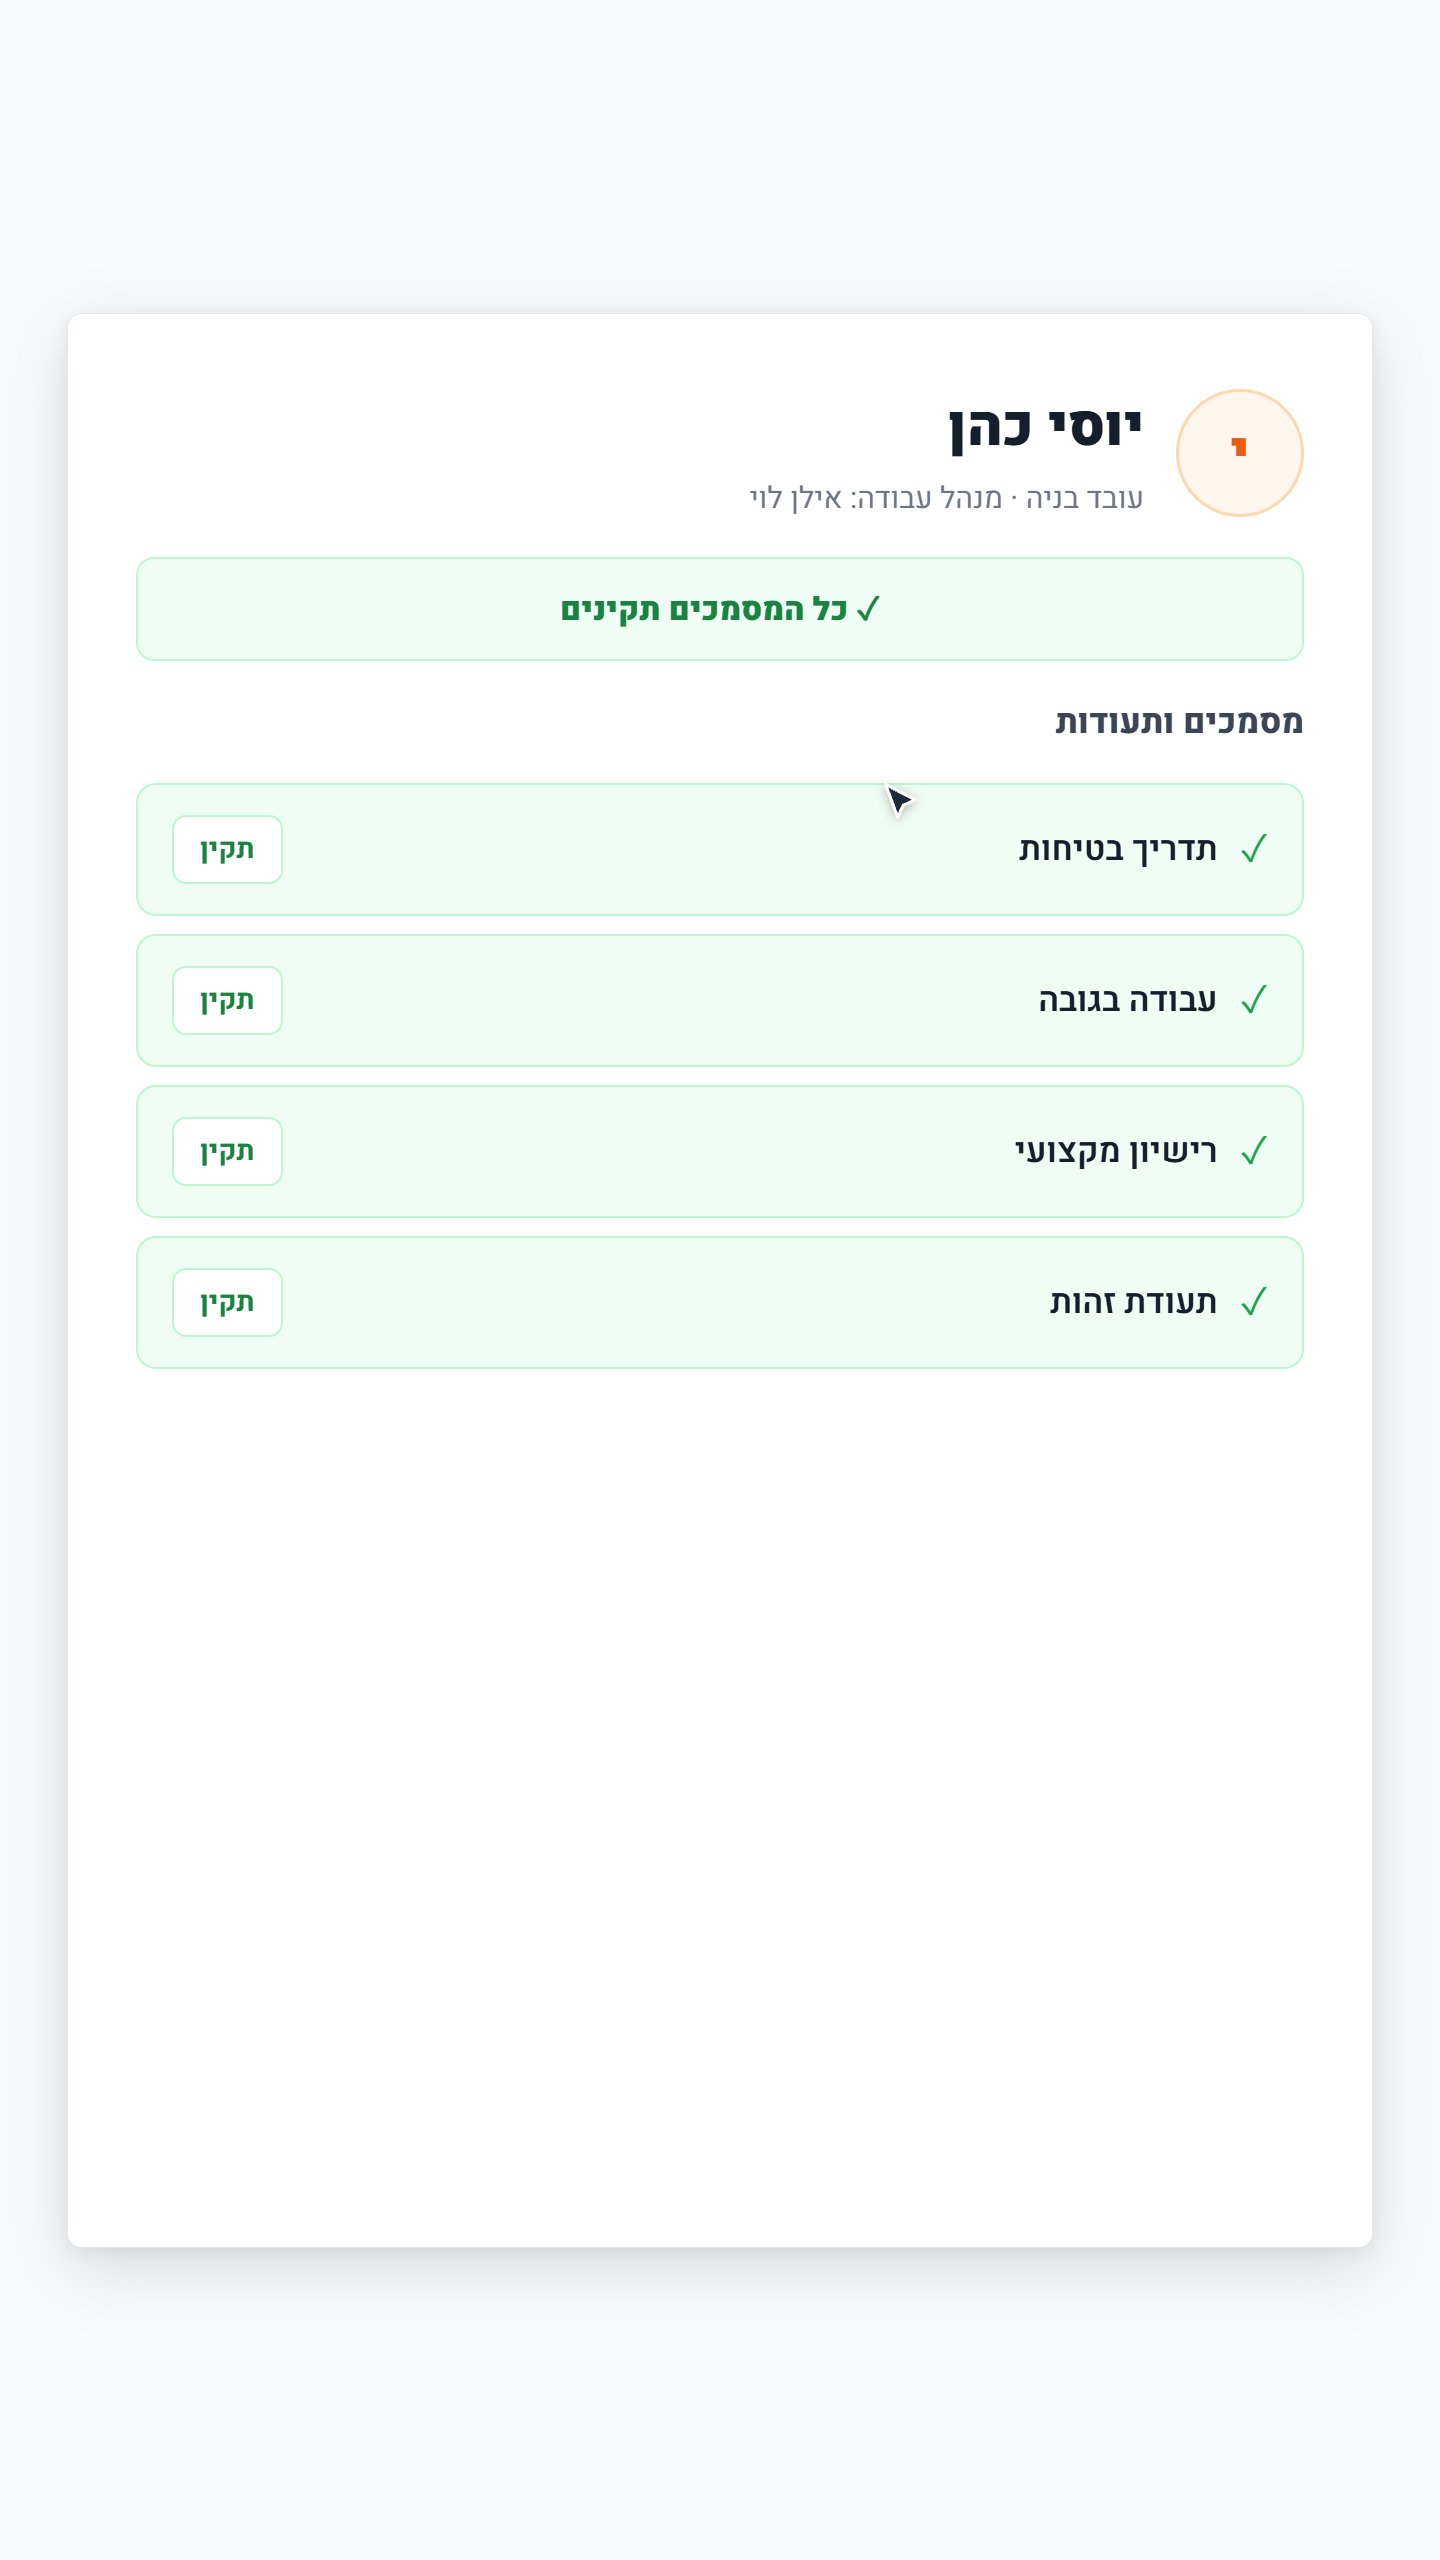 י
יוסי כהן
עובד בניה · מנהל עבודה: אילן לוי
✓ כל המסמכים תקינים
מסמכים ותעודות
✓ תדריך בטיחות תקין
✓ עבודה בגובה תקין
✓ רישיון מקצועי תקין
✓ תעודת זהות תקין